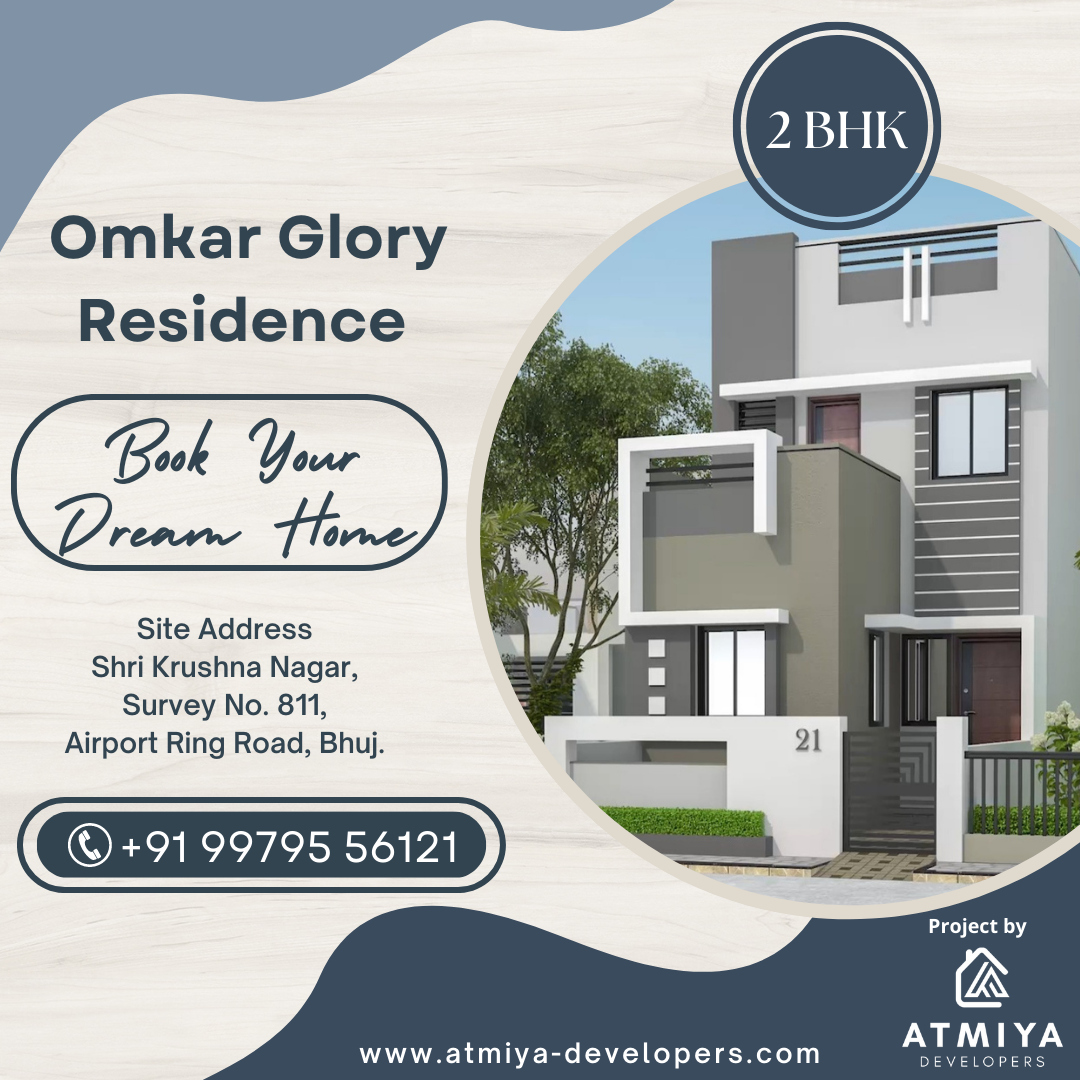 2 BHK
Omkar Glory
Residence
Book Your
Dream Home
Site Address
Shri Krushna Nagar,
Survey No. 811,
Airport Ring Road, Bhuj.
+91 99795 56121
21
Project by
ATMIYA
DEVELOPERS
www.atmiya-developers.com